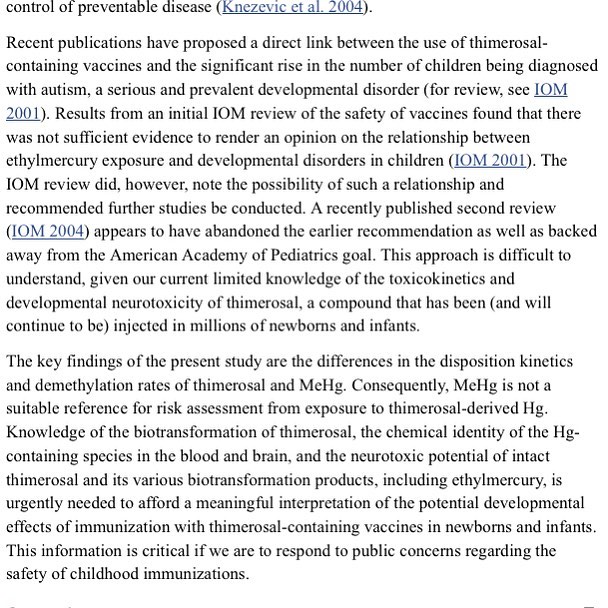 control of preventable disease (Knezevic et al. 2004).
Recent publications have proposed a direct link between the use of thimerosal-
containing vaccines and the significant rise in the number of children being diagnosed
with autism, a serious and prevalent developmental disorder (for review, see IOM
2001). Results from an initial IOM review of the safety of vaccines found that there
was not sufficient evidence to render an opinion on the relationship between
ethylmercury exposure and developmental disorders in children (IOM 2001). The
IOM review did, however, note the possibility of such a relationship and
recommended further studies be conducted. A recently published second review
(IOM 2004) appears to have abandoned the earlier recommendation as well as backed
away from the American Academy of Pediatrics goal. This approach is difficult to
understand, given our current limited knowledge of the toxicokinetics and
developmental neurotoxicity of thimerosal, a compound that has been (and will
continue to be) injected in millions of newborns and infants.
The key findings of the present study are the differences in the disposition kinetics
and demethylation rates of thimerosal and MeHg. Consequently, MeHg is not a
suitable reference for risk assessment from exposure to thimerosal-derived Hg.
Knowledge of the biotransformation of thimerosal, the chemical identity of the Hg-
containing species in the blood and brain, and the neurotoxic potential of intact
thimerosal and its various biotransformation products, including ethylmercury, is
urgently needed to afford a meaningful interpretation of the potential developmental
effects of immunization with thimerosal-containing vaccines in newborns and infants.
This information is critical if we are to respond to public concerns regarding the
safety of childhood immunizations.